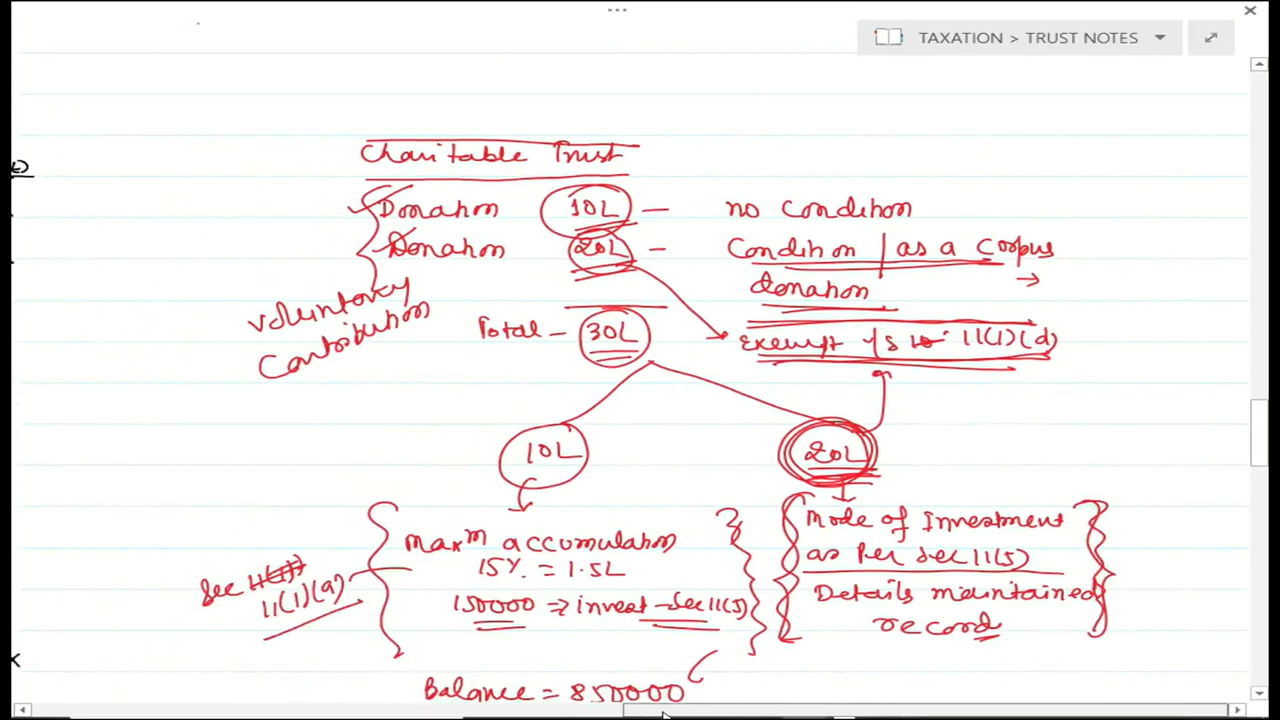 TAXATION > TRUST NOTES
Charitable Trust
Donation 10L — no condition
Donation 20L — Condition | as a Corpus
donation
voluntary
Contribution
Total — 30L
Exempt u/s 11(1)(d)
10L 20L
Maxm accumulation
15% = 1.5L
150000 => invest - Sec 11(5)
Sec 11(1)
11(1)(a)
Balance = 850000
Mode of Investment
as Per Sec 11(5)
Details maintained
record